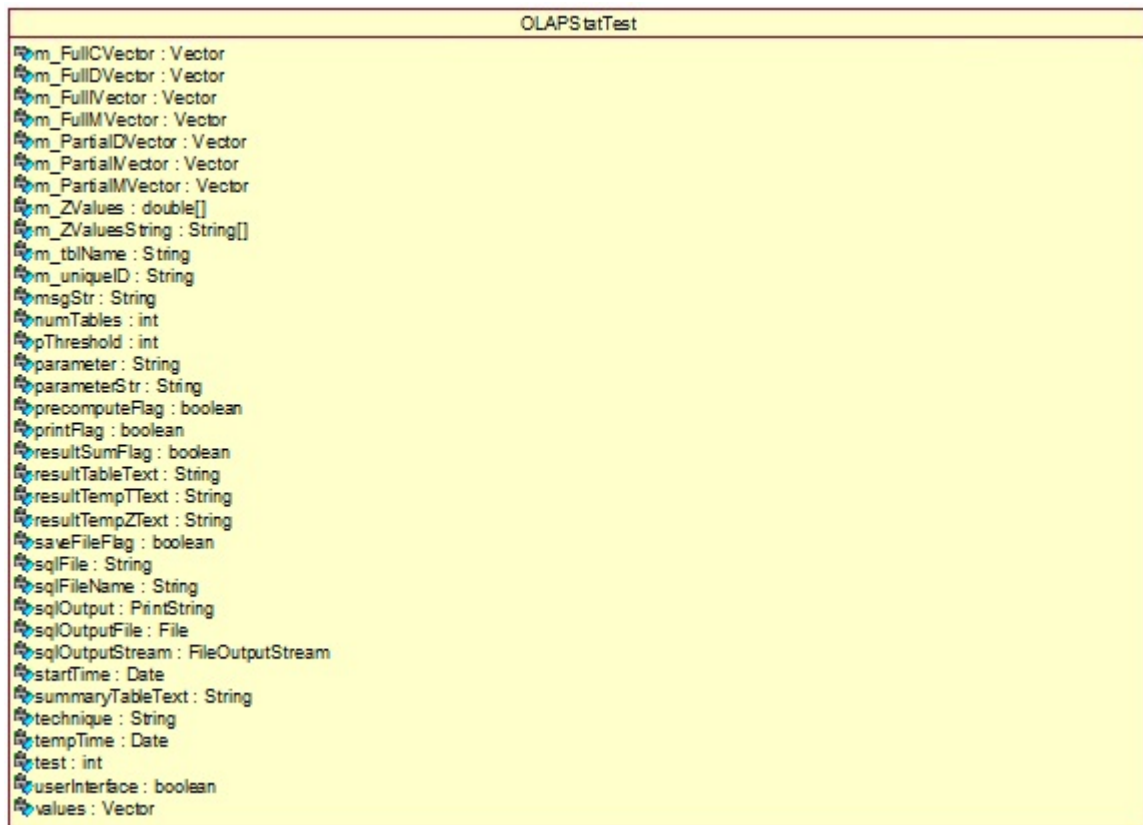 OLAPStatTest
m_FullCVector : Vector
m_FullDVector : Vector
m_FullIVector : Vector
m_FullMVector : Vector
m_PartialDVector : Vector
m_PartialIVector : Vector
m_PartialMVector : Vector
m_ZValues : double[]
m_ZValuesString : String[]
m_tblName : String
m_uniqueID : String
msgStr : String
numTables : int
pThreshold : int
parameter : String
parameterStr : String
precomputeFlag : boolean
printFlag : boolean
resultSumFlag : boolean
resultTableText : String
resultTempTText : String
resultTempZText : String
saveFileFlag : boolean
sqlFile : String
sqlFileName : String
sqlOutput : PrintString
sqlOutputFile : File
sqlOutputStream : FileOutputStream
startTime : Date
summaryTableText : String
technique : String
tempTime : Date
test : int
userInterface : boolean
values : Vector